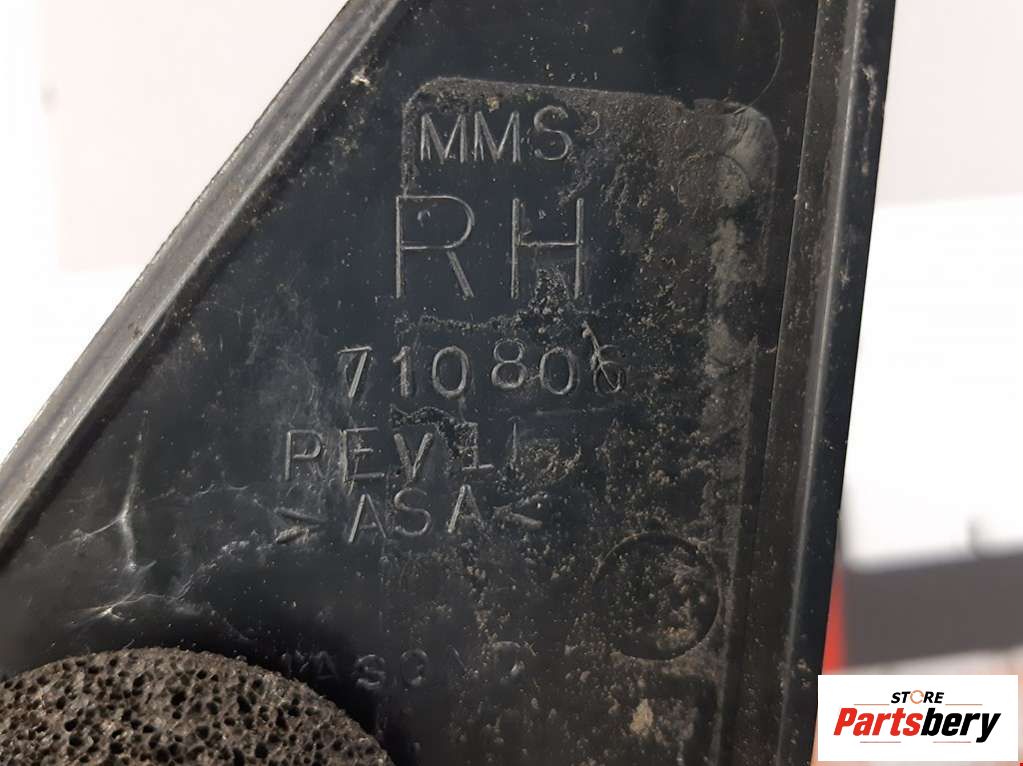 MMS
RH
710806
REV1
>ASA<
STORE
Partsbery